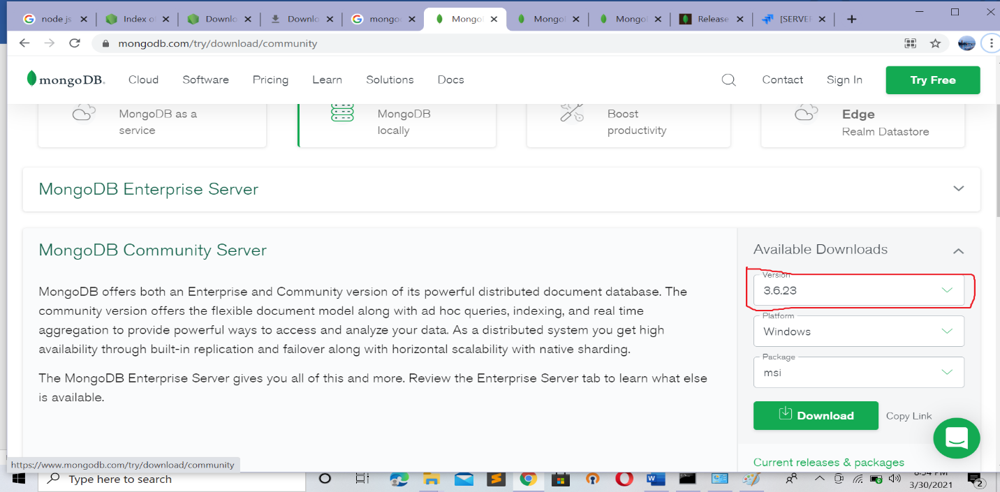 node js
Index o
Downlo
Downlo
mongo
Mongo
Mongo
Mongo
Release
[SERVER
mongodb.com/try/download/community
mongoDB.
Cloud
Software
Pricing
Learn
Solutions
Docs
Contact
Sign In
Try Free
MongoDB as a
service
MongoDB
locally
Boost
productivity
Edge
Realm Datastore
MongoDB Enterprise Server
MongoDB Community Server
MongoDB offers both an Enterprise and Community version of its powerful distributed document database. The
community version offers the flexible document model along with ad hoc queries, indexing, and real time
aggregation to provide powerful ways to access and analyze your data. As a distributed system you get high
availability through built-in replication and failover along with horizontal scalability with native sharding.
The MongoDB Enterprise Server gives you all of this and more. Review the Enterprise Server tab to learn what else
is available.
Available Downloads
Version
3.6.23
Platform
Windows
Package
msi
Download
Copy Link
Current releases & packages
https://www.mongodb.com/try/download/community
Type here to search
3/30/2021
2